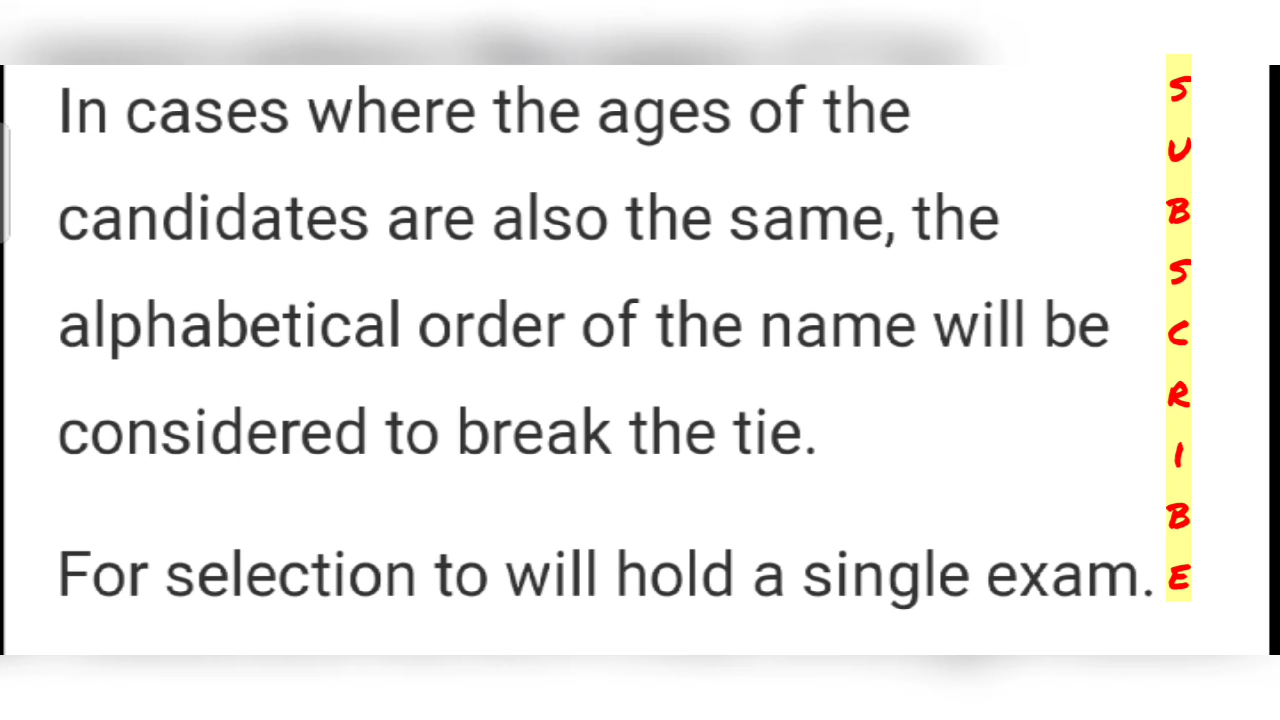 In cases where the ages of the
candidates are also the same, the
alphabetical order of the name will be
considered to break the tie.
For selection to will hold a single exam.
SUBSCRIBE